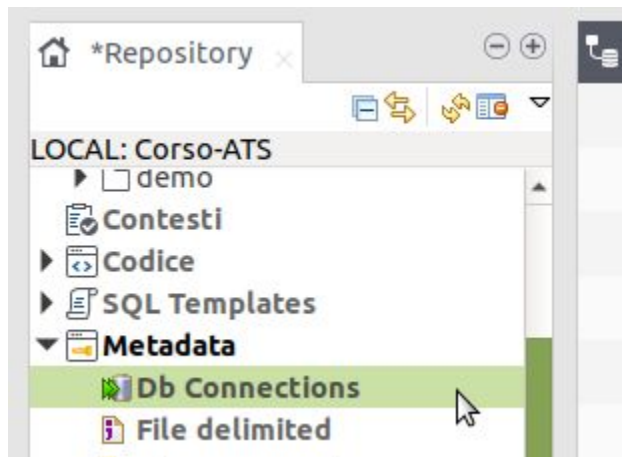 *Repository
LOCAL: Corso-ATS
demo
Contesti
Codice
SQL Templates
Metadata
Db Connections
File delimited